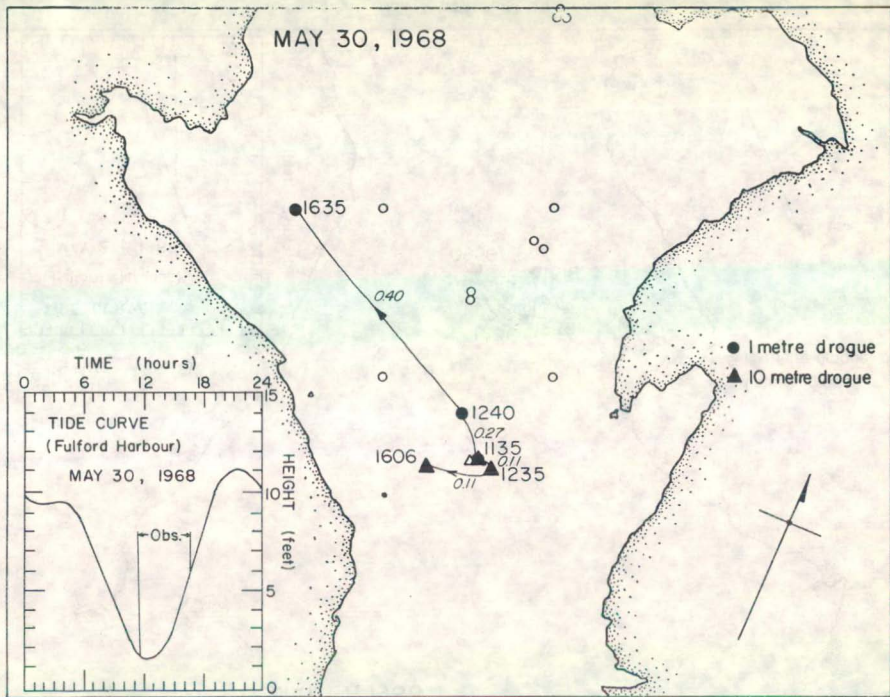 MAY 30, 1968
1635
0.40
1 metre drogue
10 metre drogue
1240
0.27
1135
0.11
1606
1235
0.11
TIME (hours)
0 6 12 18 24
TIDE CURVE
(Fulford Harbour)
MAY 30, 1968
Obs.
15
10
5
0
HEIGHT (feet)